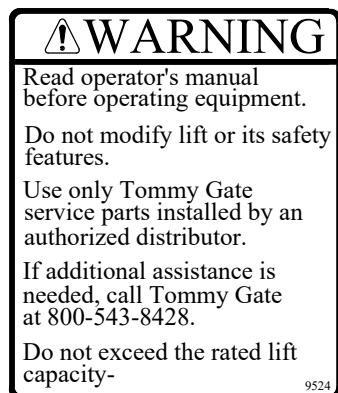 WARNING
Read operator's manual
before operating equipment.
Do not modify lift or its safety
features.
Use only Tommy Gate
service parts installed by an
authorized distributor.
If additional assistance is
needed, call Tommy Gate
at 800-543-8428.
Do not exceed the rated lift
capacity-
9524